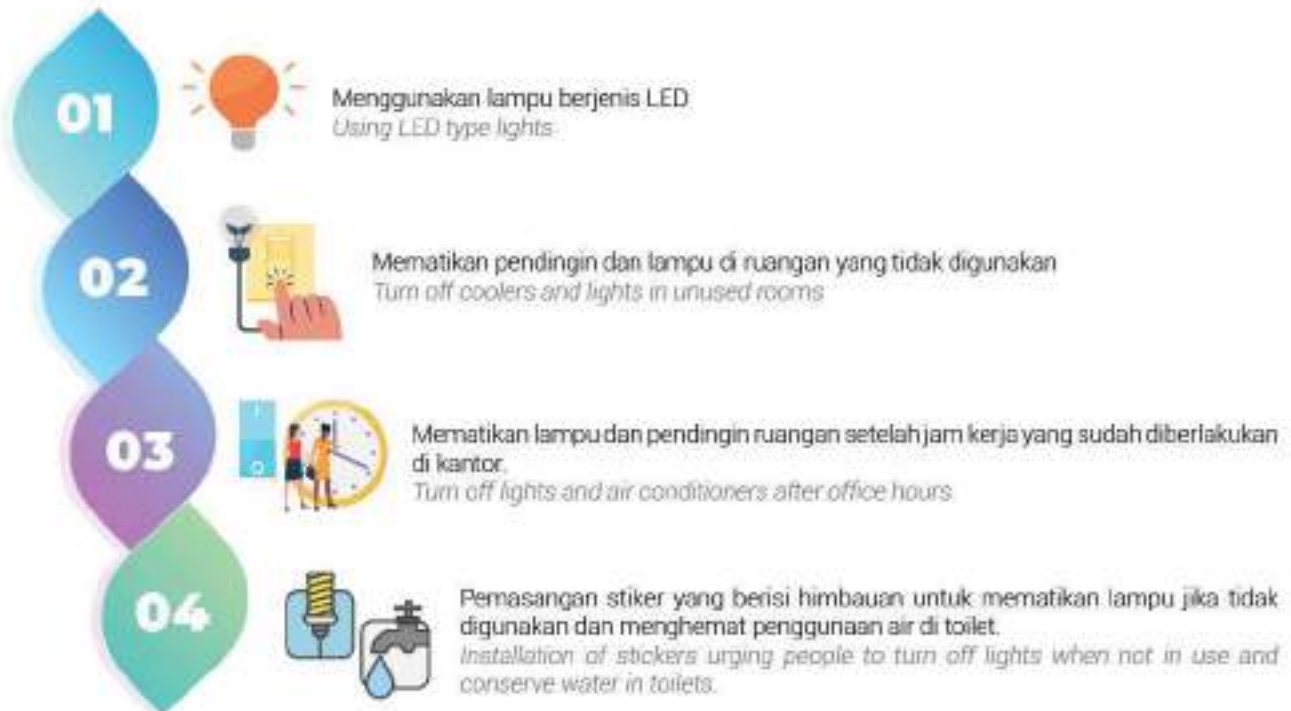 01
Menggunakan lampu berjenis LED
Using LED type lights
02
Mematikan pendingin dan lampu di ruangan yang tidak digunakan
Turn off coolers and lights in unused rooms
03
Mematikan lampu dan pendingin ruangan setelah jam kerja yang sudah diberlakukan
di kantor.
Turn off lights and air conditioners after office hours
04
Pemasangan stiker yang berisi himbauan untuk mematikan lampu jika tidak
digunakan dan menghemat penggunaan air di toilet.
Installation of stickers urging people to turn off lights when not in use and
conserve water in toilets.